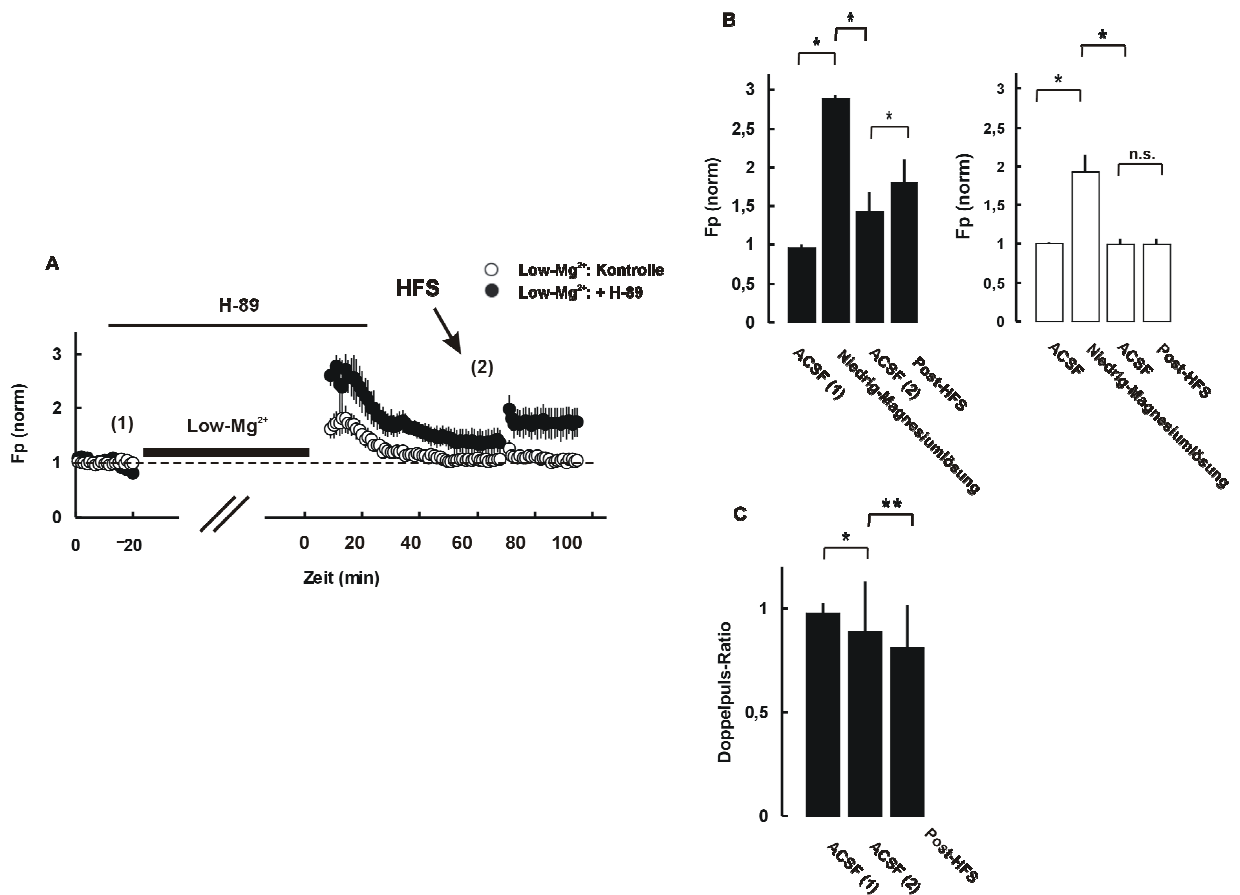 A
H-89
HFS
Low-Mg²⁺: Kontrolle
Low-Mg²⁺: + H-89
Fp (norm)
3
2
1
0
(1)
Low-Mg²⁺
(2)
0
–20
0
20
40
60
80
100
Zeit (min)
B
*
*
*
Fp (norm)
3
2,5
2
1,5
1
0,5
0
ACSF (1)
Niedrig-Magnesiumlösung
ACSF (2)
Post-HFS
*
*
n.s.
Fp (norm)
3
2,5
2
1,5
1
0,5
0
ACSF
Niedrig-Magnesiumlösung
ACSF
Post-HFS
C
**
*
Doppelpuls-Ratio
1
0,5
0
ACSF (1)
ACSF (2)
Post-HFS